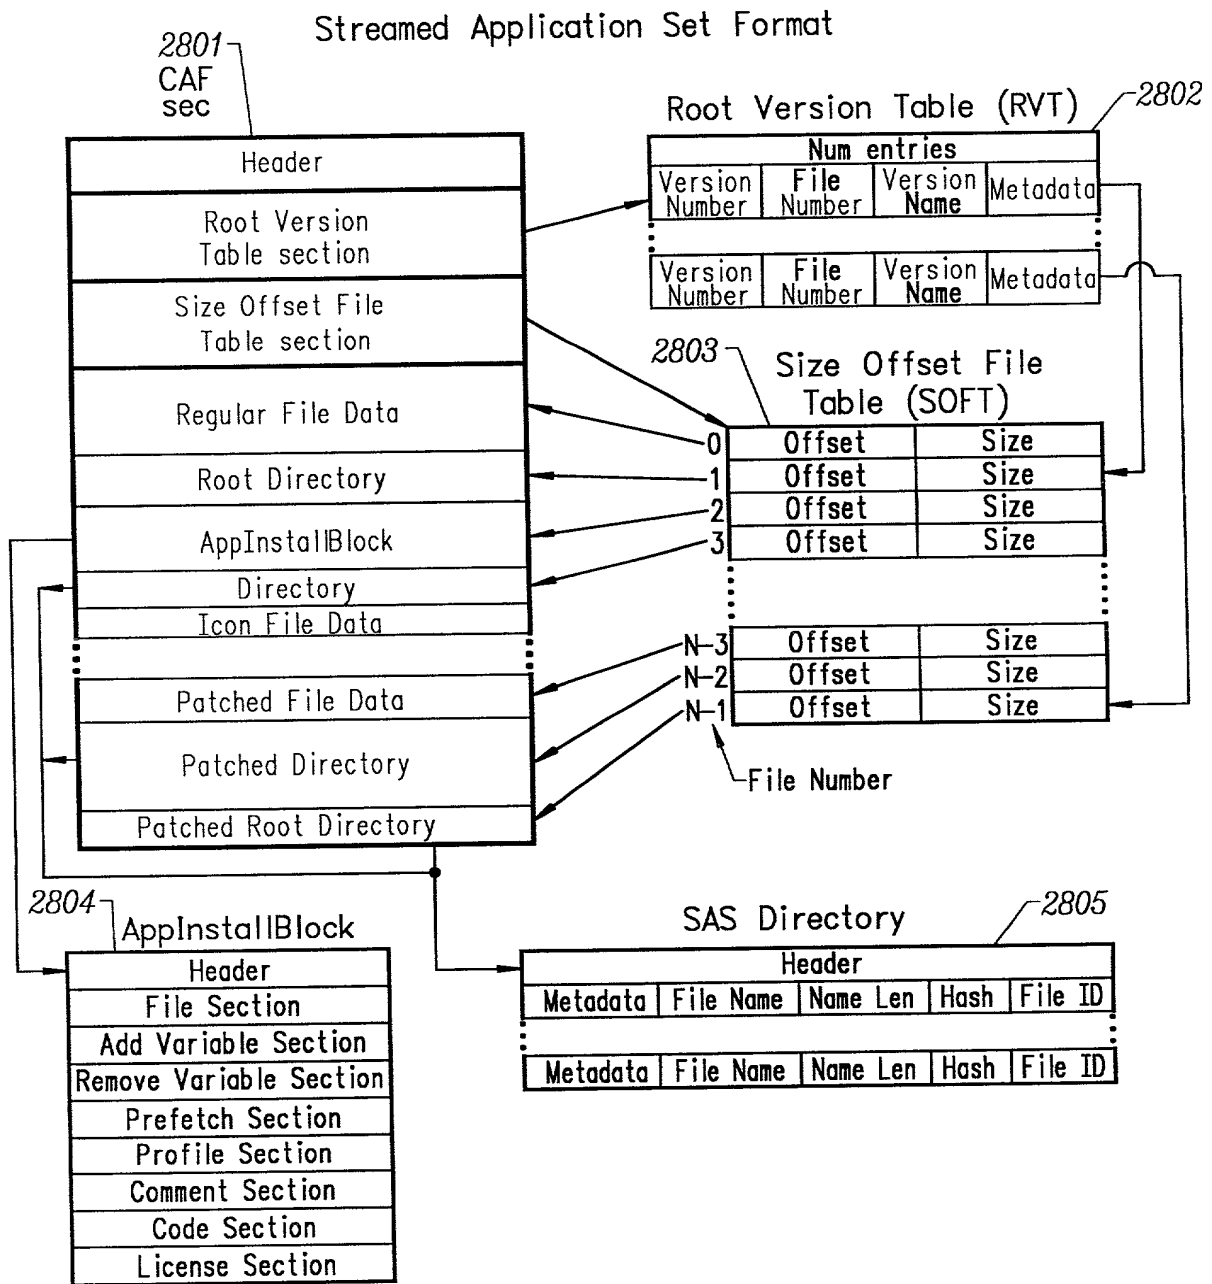 Streamed Application Set Format
2801
CAF
sec
Header
Root Version
Table section
Size Offset File
Table section
Regular File Data
Root Directory
AppInstallBlock
Directory
Icon File Data
Patched File Data
Patched Directory
Patched Root Directory
Root Version Table (RVT)
2802
Num entries
Version Number File Number Version Name Metadata
Version Number File Number Version Name Metadata
2803
Size Offset File
Table (SOFT)
0 Offset Size
1 Offset Size
2 Offset Size
3 Offset Size
N-3 Offset Size
N-2 Offset Size
N-1 Offset Size
File Number
2804
AppInstallBlock
Header
File Section
Add Variable Section
Remove Variable Section
Prefetch Section
Profile Section
Comment Section
Code Section
License Section
SAS Directory
2805
Header
Metadata File Name Name Len Hash File ID
Metadata File Name Name Len Hash File ID